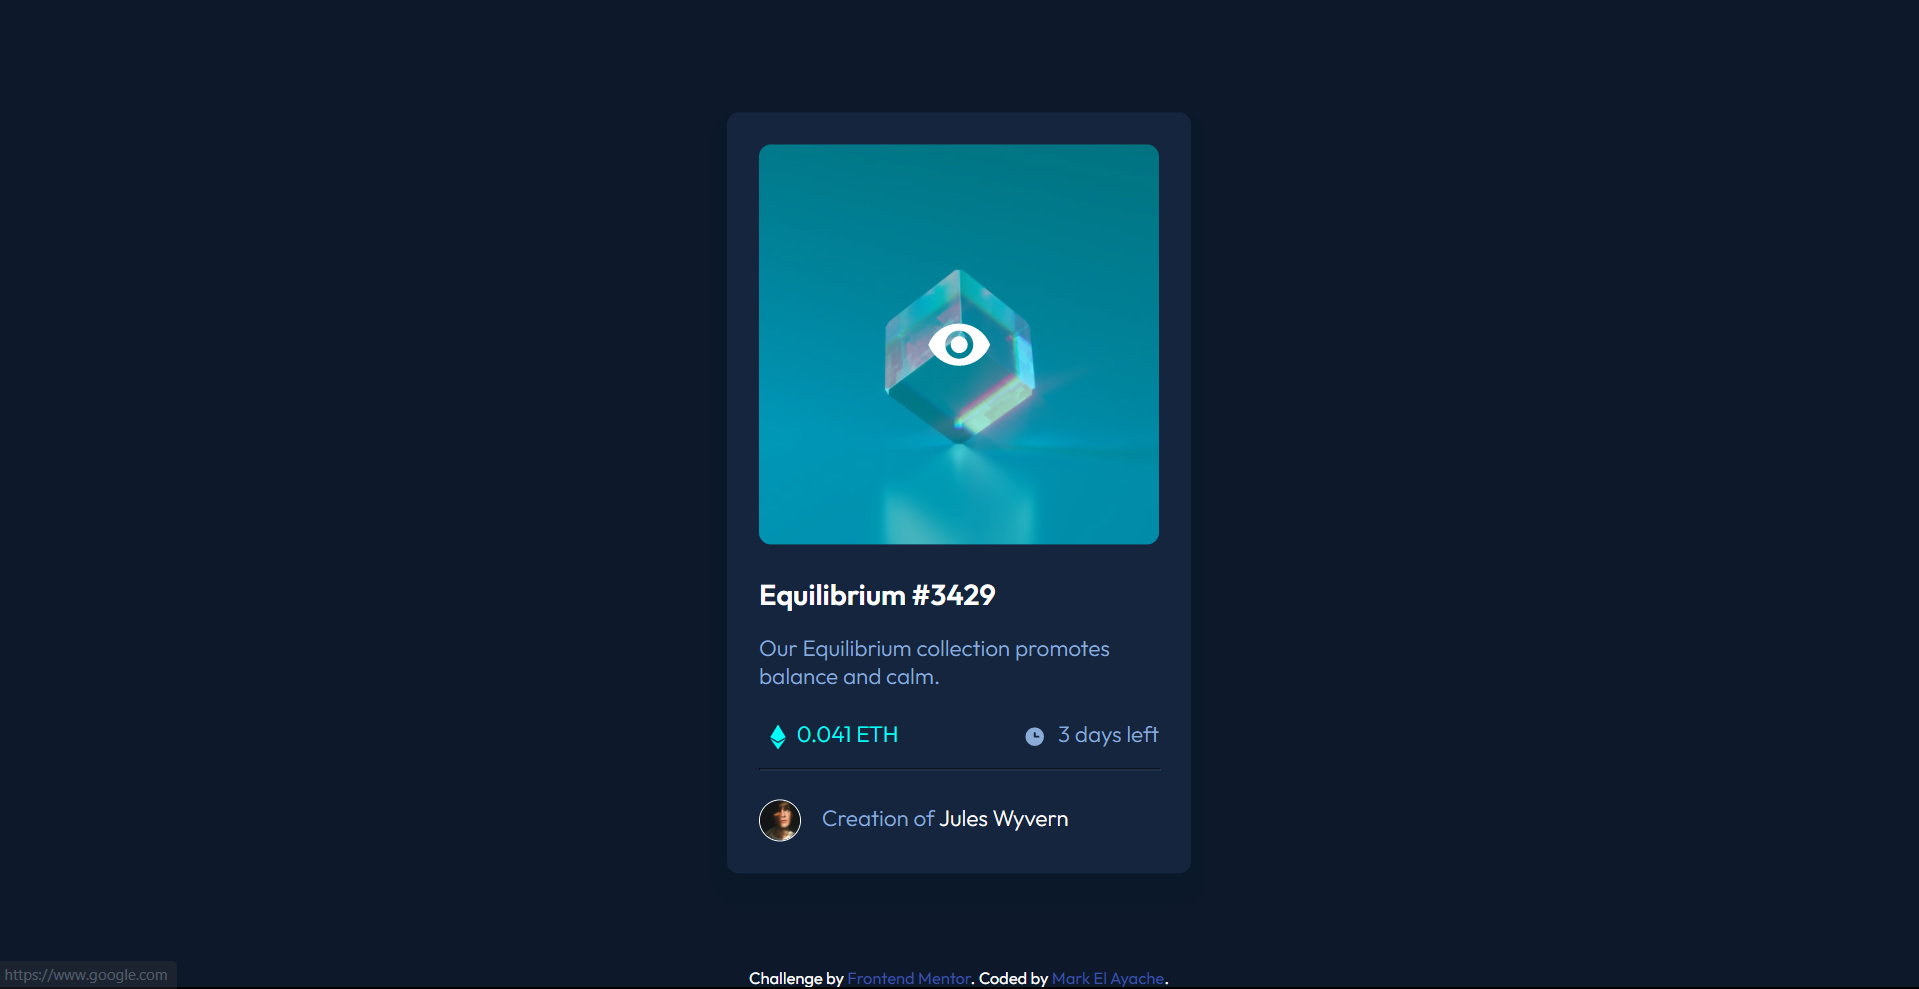 Equilibrium #3429
Our Equilibrium collection promotes
balance and calm.
0.041 ETH
3 days left
Creation of Jules Wyvern
https://www.google.com
Challenge by Frontend Mentor. Coded by Mark El Ayache.